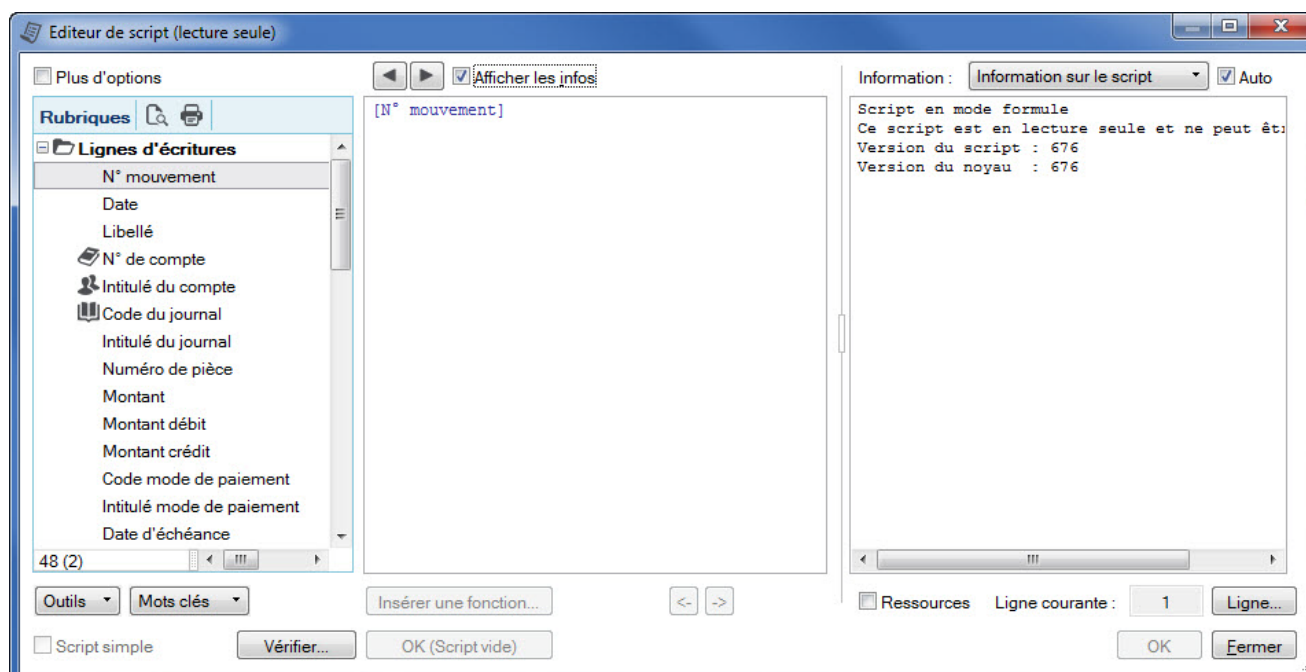 Editeur de script (lecture seule)
Plus d'options
Afficher les infos
Information :
Information sur le script
Auto
Rubriques
Lignes d'écritures
N° mouvement
Date
Libellé
N° de compte
Intitulé du compte
Code du journal
Intitulé du journal
Numéro de pièce
Montant
Montant débit
Montant crédit
Code mode de paiement
Intitulé mode de paiement
Date d'échéance
48 (2)
[N° mouvement]
Script en mode formule
Ce script est en lecture seule et ne peut êt
Version du script : 676
Version du noyau  : 676
Outils
Mots clés
Insérer une fonction...
<-
->
Ressources
Ligne courante :
1
Ligne...
Script simple
Vérifier...
OK (Script vide)
OK
Fermer